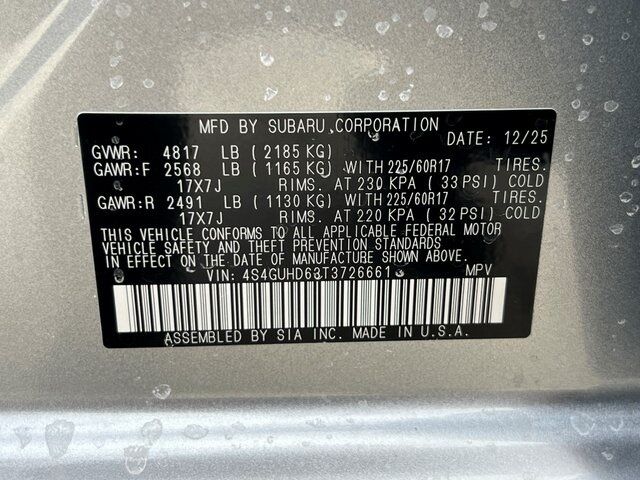 MFD BY SUBARU CORPORATION DATE: 12/25
GVWR: 4817 LB (2185 KG)
GAWR:F 2568 LB (1165 KG) WITH 225/60R17 TIRES.
17X7J RIMS. AT 230 KPA (33 PSI) COLD
GAWR:R 2491 LB (1130 KG) WITH 225/60R17 TIRES.
17X7J RIMS. AT 220 KPA (32 PSI) COLD
THIS VEHICLE CONFORMS TO ALL APPLICABLE FEDERAL MOTOR
VEHICLE SAFETY AND THEFT PREVENTION STANDARDS
IN EFFECT ON THE DATE OF MANUFACTURE SHOWN ABOVE.
VIN: 4S4GUHD63T3726661 MPV
ASSEMBLED BY SIA INC. MADE IN U.S.A.